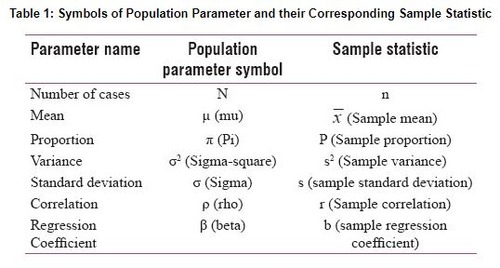 Table 1: Symbols of Population Parameter and their Corresponding Sample Statistic
Parameter name Population parameter symbol Sample statistic
Number of cases N n
Mean μ (mu) x̅ (Sample mean)
Proportion π (Pi) P (Sample proportion)
Variance σ² (Sigma-square) s² (Sample variance)
Standard deviation σ (Sigma) s (sample standard deviation)
Correlation ρ (rho) r (Sample correlation)
Regression Coefficient β (beta) b (sample regression coefficient)